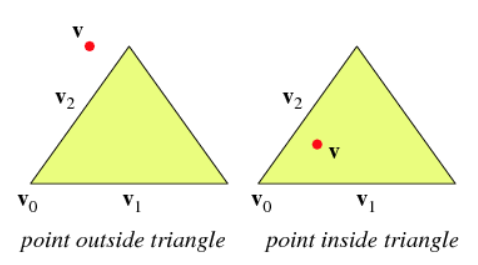 v
v2
v2
v
v0
v1
v0
v1
point outside triangle
point inside triangle